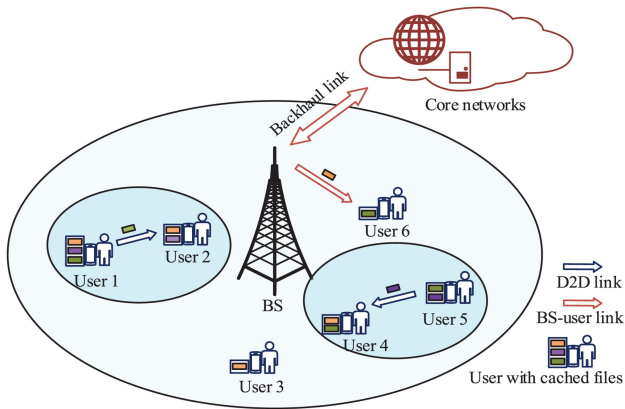 Core networks
Backhaul link
User 1
User 2
User 6
BS
User 4
User 5
User 3
D2D link
BS-user link
User with cached files